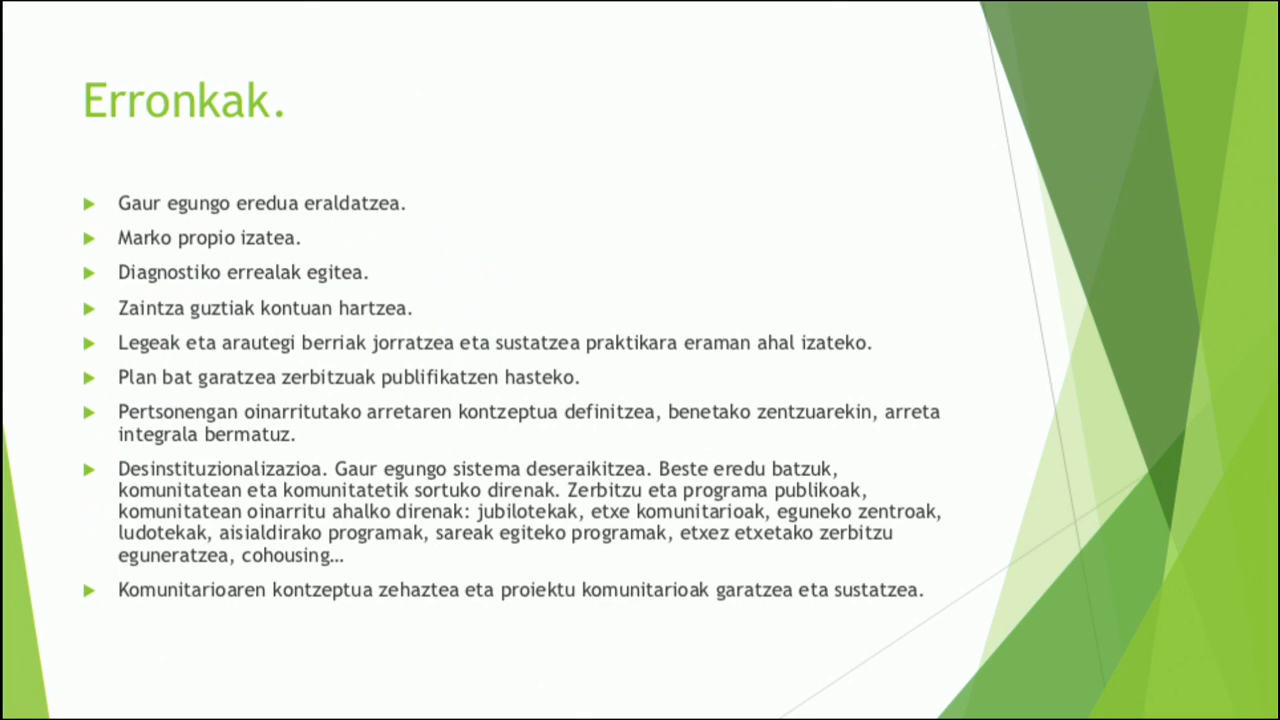 Erronkak.
Gaur egungo eredua eraldatzea.
Marko propio izatea.
Diagnostiko errealak egitea.
Zaintza guztiak kontuan hartzea.
Legeak eta arautegi berriak jorratzea eta sustatzea praktikara eraman ahal izateko.
Plan bat garatzea zerbitzuak publifikatzen hasteko.
Pertsonengan oinarritutako arretaren kontzeptua definitzea, benetako zentzuarekin, arreta
integrala bermatuz.
Desinstituzionalizazioa. Gaur egungo sistema deseraikitzea. Beste eredu batzuk,
komunitatean eta komunitatetik sortuko direnak. Zerbitzu eta programa publikoak,
komunitatean oinarritu ahalko direnak: jubilotekak, etxe komunitarioak, eguneko zentroak,
ludotekak, aisialdirako programak, sareak egiteko programak, etxez etxetako zerbitzu
eguneratzea, cohousing…
Komunitarioaren kontzeptua zehaztea eta proiektu komunitarioak garatzea eta sustatzea.